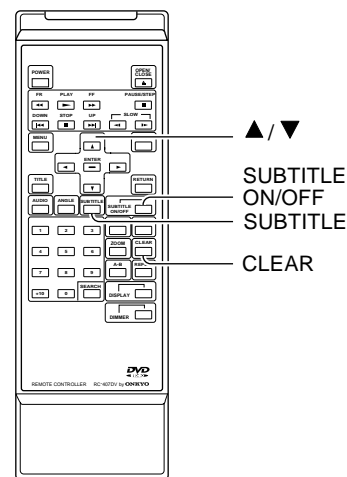 POWER OPEN/CLOSE
FR PLAY FF PAUSE/STEP
DOWN STOP UP SLOW
MENU
▲/▼
ENTER
SUBTITLE ON/OFF
TITLE RETURN
AUDIO ANGLE SUBTITLE SUBTITLE ON/OFF
SUBTITLE
1 2 3
ZOOM CLEAR
4 5 6
CLEAR
A-B
7 8 9
+10 0 SEARCH
DISPLAY
DIMMER
DVD
VIDEO
REMOTE CONTROLLER RC-407DV by ONKYO